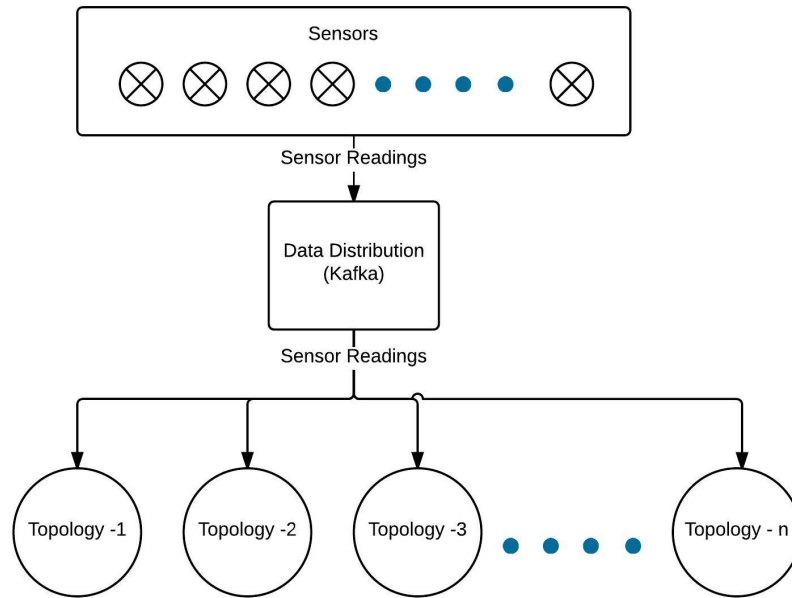 Sensors
Sensor Readings
Data Distribution
(Kafka)
Sensor Readings
Topology -1
Topology -2
Topology -3
Topology - n